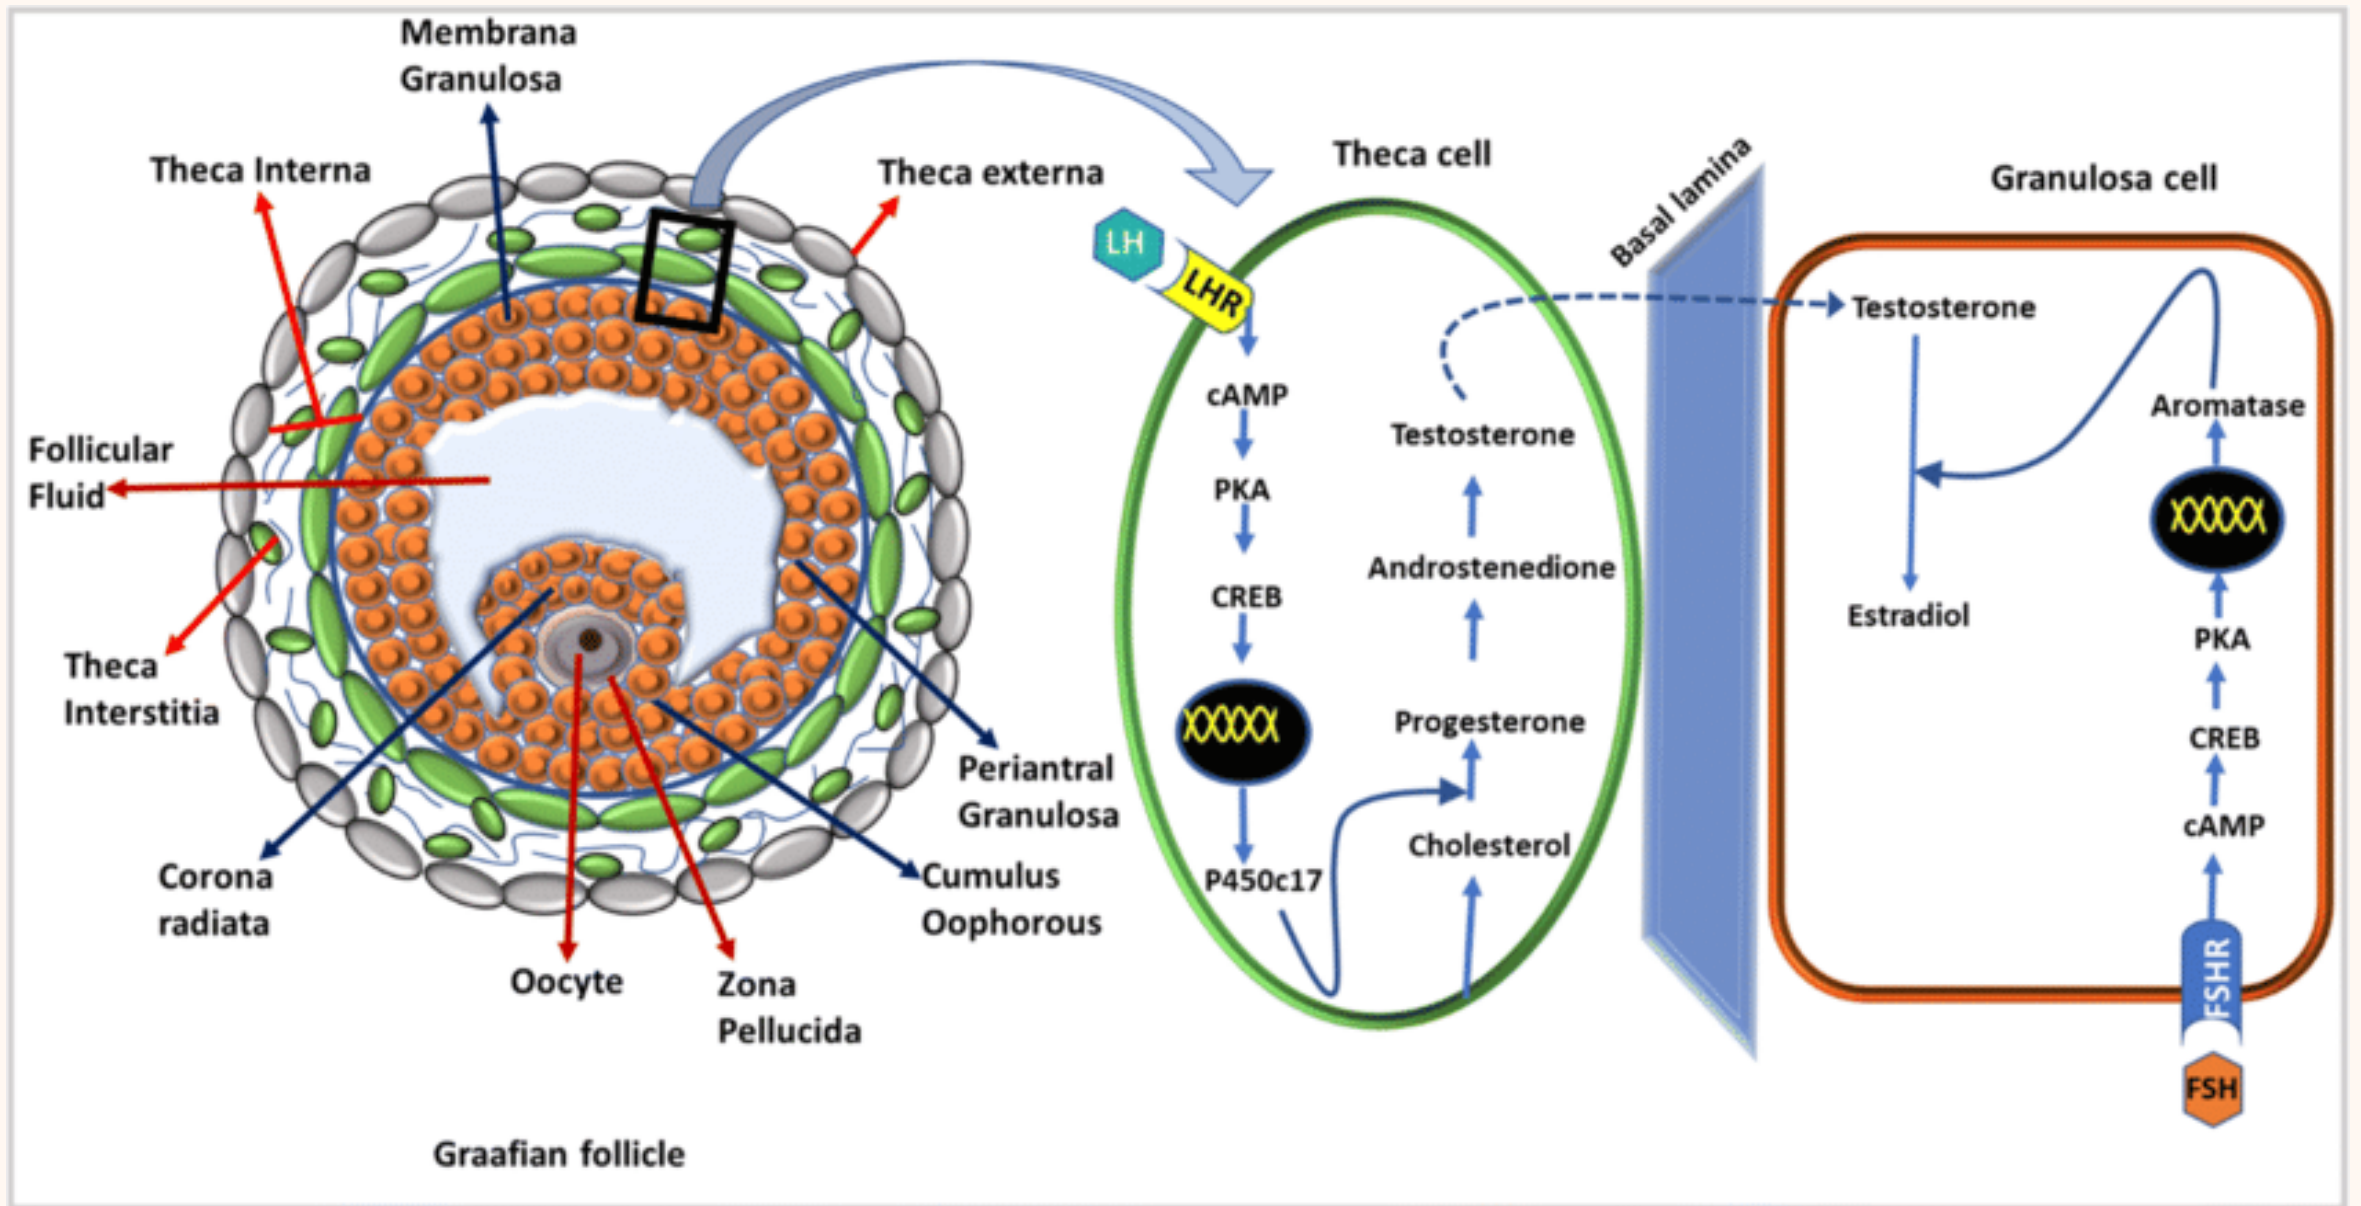 Membrana
Granulosa
Theca Interna
Theca externa
Follicular
Fluid
Theca
Interstitia
Corona
radiata
Oocyte
Zona
Pellucida
Cumulus
Oophorous
Periantral
Granulosa
Graafian follicle
Theca cell
LH
LHR
cAMP
PKA
CREB
P450c17
Testosterone
Androstenedione
Progesterone
Cholesterol
Basal lamina
Granulosa cell
Testosterone
Estradiol
Aromatase
PKA
CREB
cAMP
FSHR
FSH